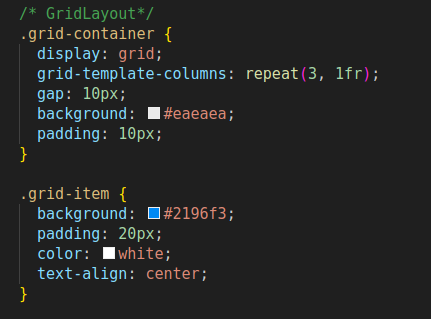 /* GridLayout*/
.grid-container {
  display: grid;
  grid-template-columns: repeat(3, 1fr);
  gap: 10px;
  background: #eaeaea;
  padding: 10px;
}

.grid-item {
  background: #2196f3;
  padding: 20px;
  color: white;
  text-align: center;
}